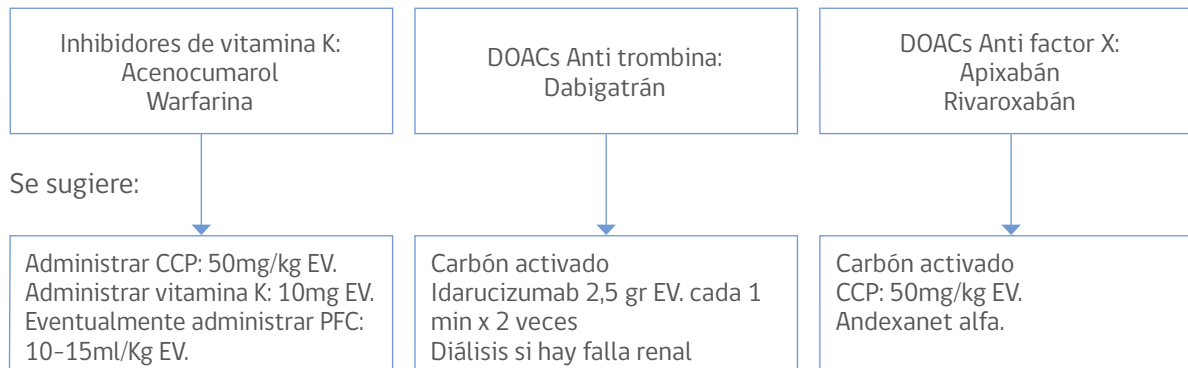 Inhibidores de vitamina K:
Acenocumarol
Warfarina
DOACs Anti trombina:
Dabigatrán
DOACs Anti factor X:
Apixabán
Rivaroxabán
Se sugiere:
Administrar CCP: 50mg/kg EV.
Administrar vitamina K: 10mg EV.
Eventualmente administrar PFC:
10-15ml/Kg EV.
Carbón activado
Idarucizumab 2,5 gr EV. cada 1
min x 2 veces
Diálisis si hay falla renal
Carbón activado
CCP: 50mg/kg EV.
Andexanet alfa.